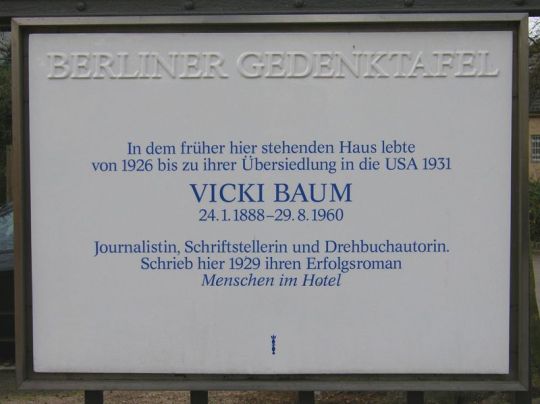 BERLINER GEDENKTAFEL
In dem früher hier stehenden Haus lebte
von 1926 bis zu ihrer Übersiedlung in die USA 1931
VICKI BAUM
24.1.1888–29.8.1960
Journalistin, Schriftstellerin und Drehbuchautorin.
Schrieb hier 1929 ihren Erfolgsroman
Menschen im Hotel